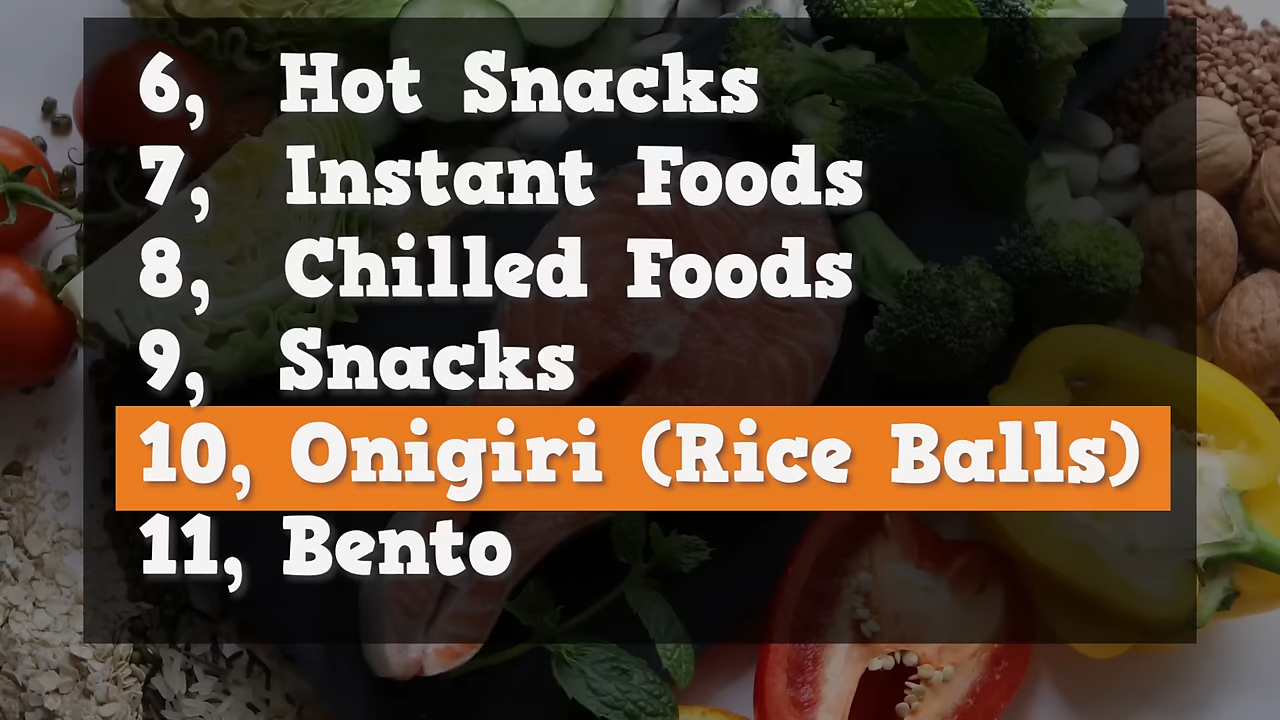 6, Hot Snacks
7, Instant Foods
8, Chilled Foods
9, Snacks
10, Onigiri (Rice Balls)
11, Bento